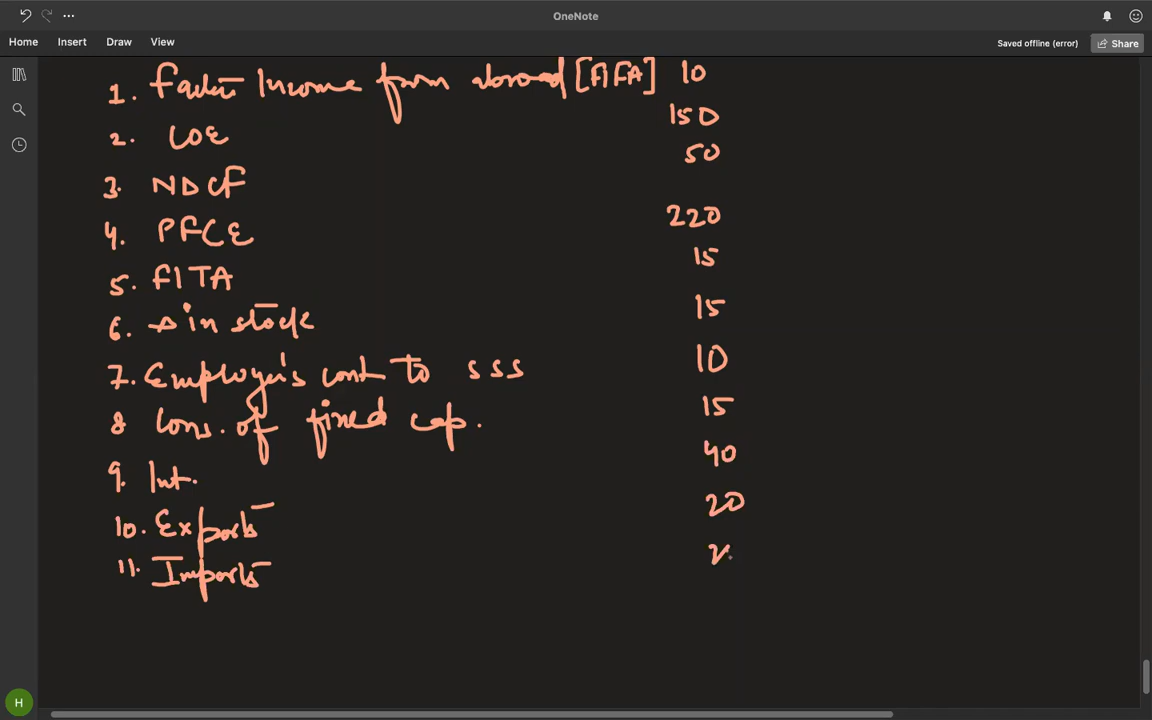 OneNote
Home Insert Draw View Saved offline (error) Share
1. Factor Income from abroad [FIFA] 10
2. COE 150
3. NDCF 50
4. PFCE 220
5. FITA 15
6. Δ in stock 15
7. Employer's cont to SSS 10
8 Cons. of fixed cap. 15
9. Int. 40
10. Exports 20
11. Imports 2
H